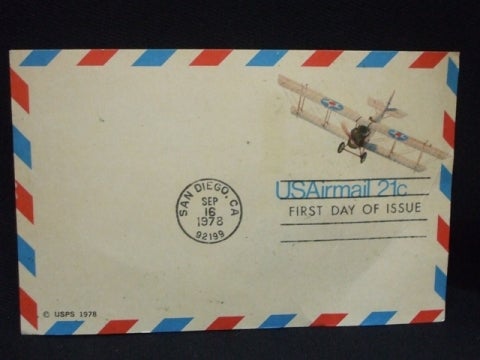 USAirmail 21c
FIRST DAY OF ISSUE
SAN DIEGO, CA
SEP
16
1978
92199
© USPS 1978